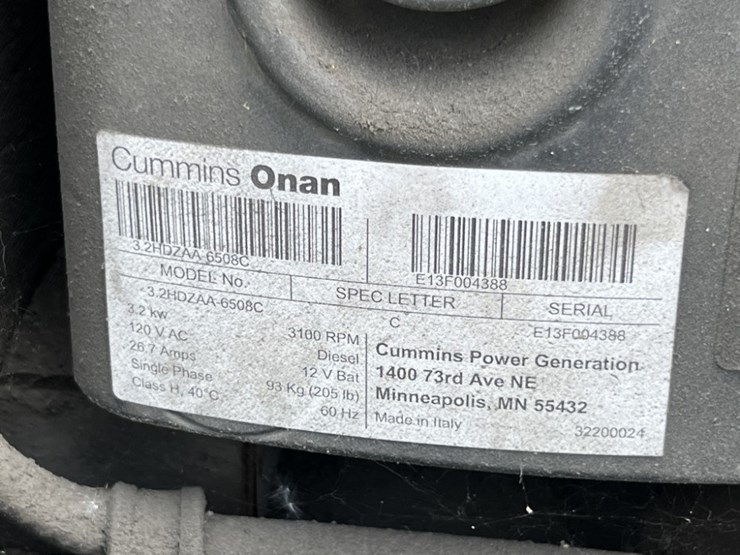 Cummins Onan
3.2HDZAA-6508C
E13F004388
MODEL No.
SPEC LETTER
SERIAL
3.2HDZAA-6508C
C
E13F004388
3.2 kw
3100 RPM
120 V AC
Diesel
26.7 Amps
12 V Bat
Single Phase
93 Kg (205 lb)
Class H, 40°C
60 Hz
Cummins Power Generation
1400 73rd Ave NE
Minneapolis, MN 55432
Made in Italy
32200024